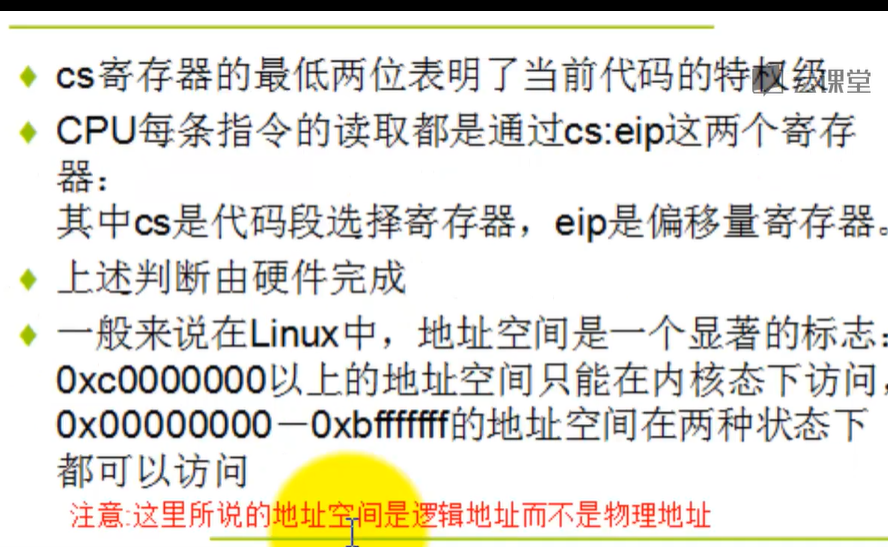 cs寄存器的最低两位表明了当前代码的特权级
CPU每条指令的读取都是通过cs:eip这两个寄存
器：
其中cs是代码段选择寄存器，eip是偏移量寄存器。
上述判断由硬件完成
一般来说在Linux中，地址空间是一个显著的标志：
0xc0000000以上的地址空间只能在内核态下访问，
0x00000000－0xbfffffff的地址空间在两种状态下
都可以访问
注意:这里所说的地址空间是逻辑地址而不是物理地址
课堂